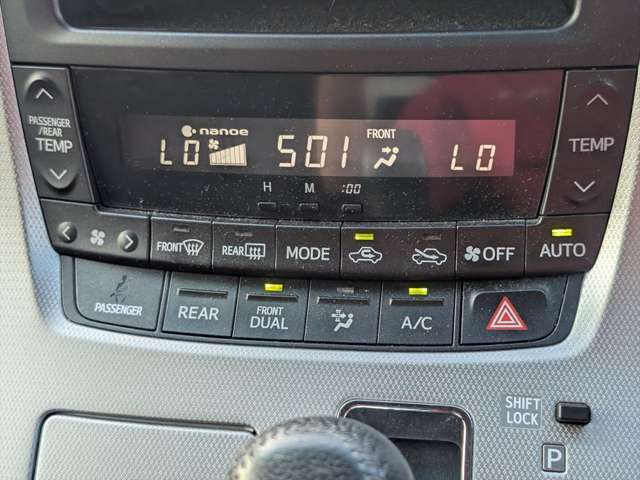 nanoe
FRONT
LO 501 LO
H M :00
PASSENGER
/REAR
TEMP
TEMP
FRONT REAR MODE OFF AUTO
PASSENGER REAR FRONT
DUAL A/C
SHIFT
LOCK
P